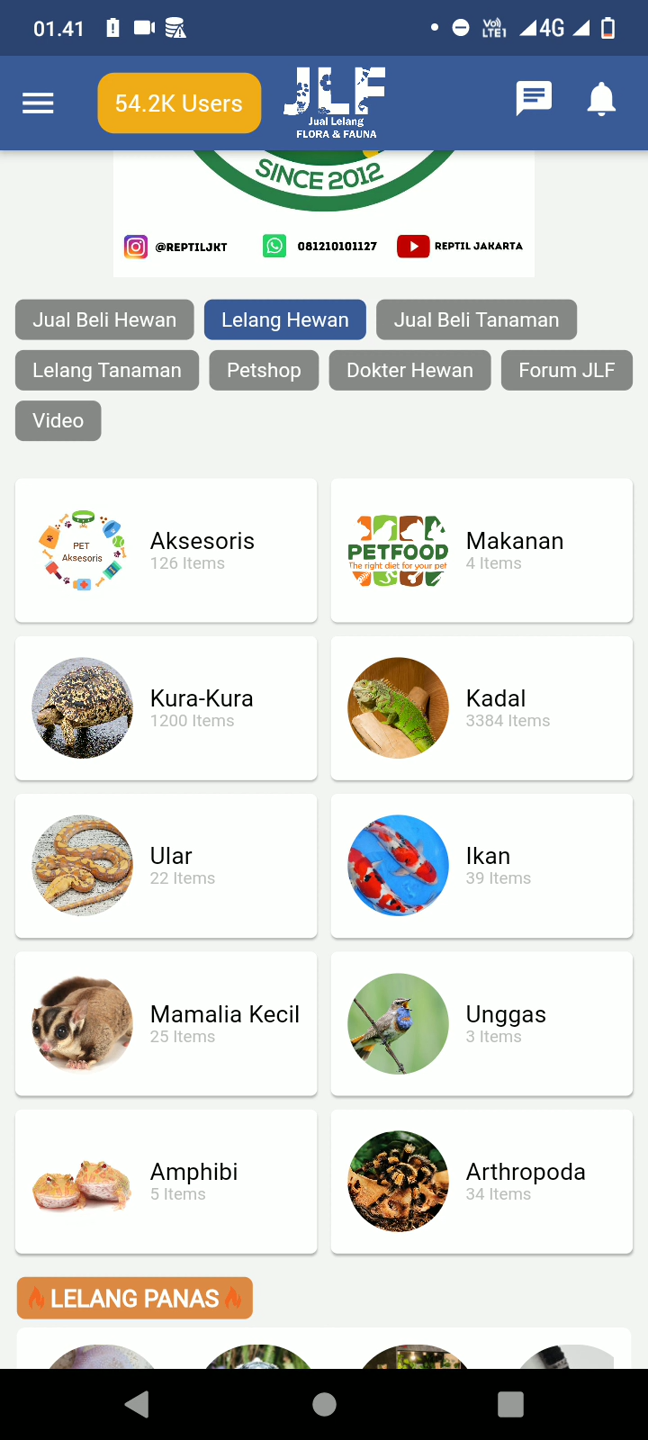 01.41
Vo)
LTE1
4G
54.2K Users
JLF
Jual Lelang
FLORA & FAUNA
SINCE 2012
@REPTILJKT
081210101127
REPTIL JAKARTA
Jual Beli Hewan
Lelang Hewan
Jual Beli Tanaman
Lelang Tanaman
Petshop
Dokter Hewan
Forum JLF
Video
PET
Aksesoris
Aksesoris
126 Items
PETFOOD
The right diet for your pet
Makanan
4 Items
Kura-Kura
1200 Items
Kadal
3384 Items
Ular
22 Items
Ikan
39 Items
Mamalia Kecil
25 Items
Unggas
3 Items
Amphibi
5 Items
Arthropoda
34 Items
LELANG PANAS